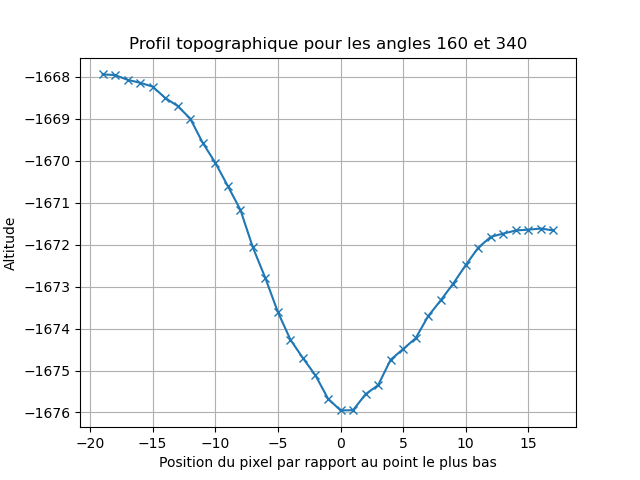 Profil topographique pour les angles 160 et 340
−1668
−1669
−1670
−1671
−1672
−1673
−1674
−1675
−1676
Altitude
−20 −15 −10 −5 0 5 10 15
Position du pixel par rapport au point le plus bas